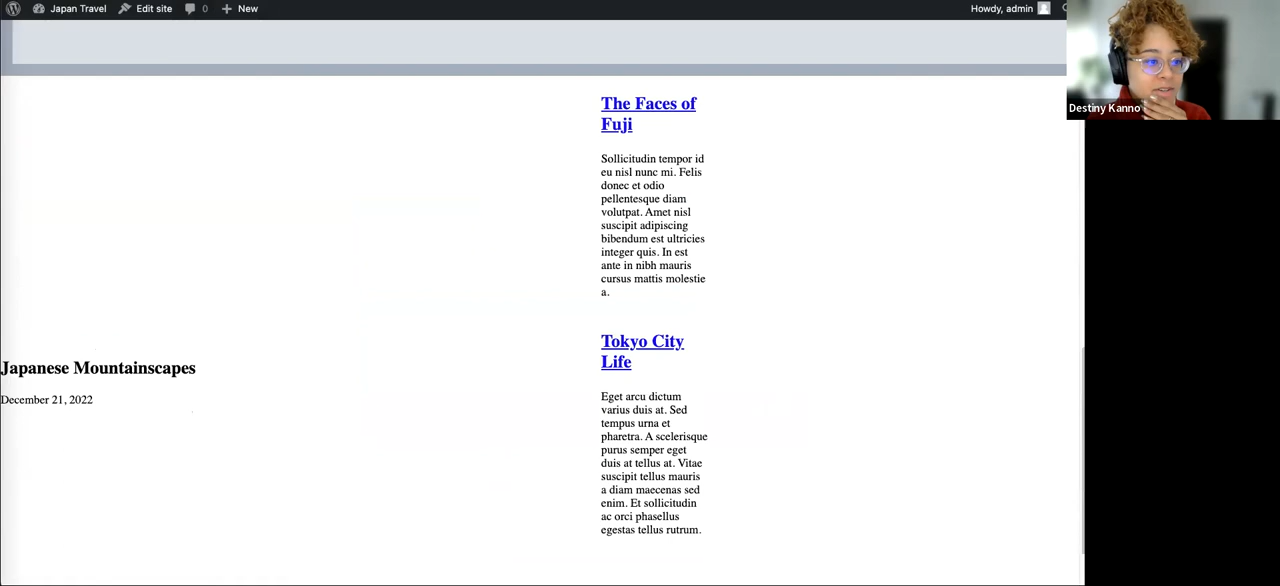 Japan Travel Edit site 0 New Howdy, admin
Destiny Kanno
The Faces of
Fuji
Sollicitudin tempor id
eu nisl nunc mi. Felis
donec et odio
pellentesque diam
volutpat. Amet nisl
suscipit adipiscing
bibendum est ultricies
integer quis. In est
ante in nibh mauris
cursus mattis molestie
a.
Japanese Mountainscapes
December 21, 2022
Tokyo City
Life
Eget arcu dictum
varius duis at. Sed
tempus urna et
pharetra. A scelerisque
purus semper eget
duis at tellus at. Vitae
suscipit tellus mauris
a diam maecenas sed
enim. Et sollicitudin
ac orci phasellus
egestas tellus rutrum.